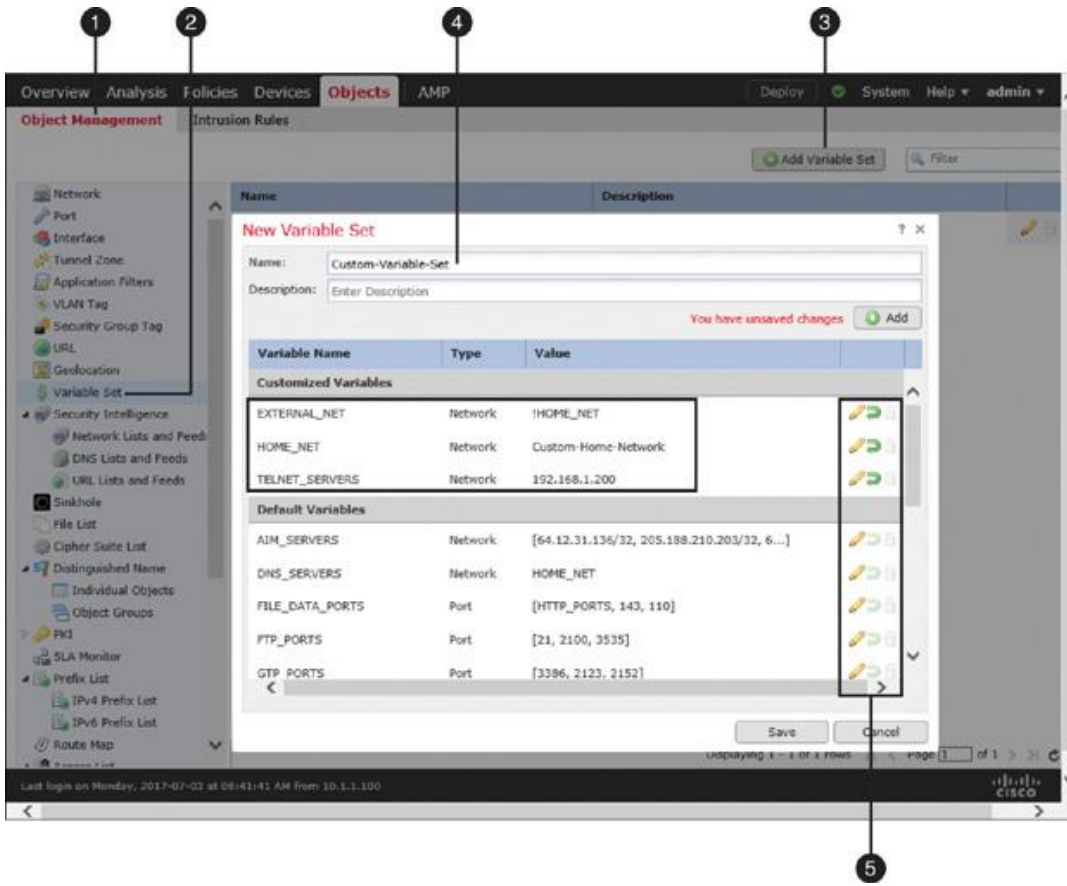 1 2 4 3
Overview Analysis Policies Devices Objects AMP Deploy System Help admin
Object Management Intrusion Rules
Add Variable Set Filter
Network
Port
Interface
Tunnel Zone
Application Filters
VLAN Tag
Security Group Tag
URL
Geolocation
Variable Set
Security Intelligence
Network Lists and Feeds
DNS Lists and Feeds
URL Lists and Feeds
Sinkhole
File List
Cipher Suite List
Distinguished Name
Individual Objects
Object Groups
PKI
SLA Monitor
Prefix List
IPv4 Prefix List
IPv6 Prefix List
Route Map
Access List
Name Description
New Variable Set ? ×
Name: Custom-Variable-Set
Description: Enter Description
You have unsaved changes Add
Variable Name Type Value
Customized Variables
EXTERNAL_NET Network !HOME_NET
HOME_NET Network Custom-Home-Network
TELNET_SERVERS Network 192.168.1.200
Default Variables
AIM_SERVERS Network [64.12.31.136/32, 205.188.210.203/32, 6...]
DNS_SERVERS Network HOME_NET
FILE_DATA_PORTS Port [HTTP_PORTS, 143, 110]
FTP_PORTS Port [21, 2100, 3535]
GTP_PORTS Port [3386, 2123, 2152]
Save Cancel
Displaying 1 - 1 of 1 rows Page 1 of 1
Last login on Monday, 2017-07-03 at 08:41:41 AM from 10.1.1.100
cisco
5